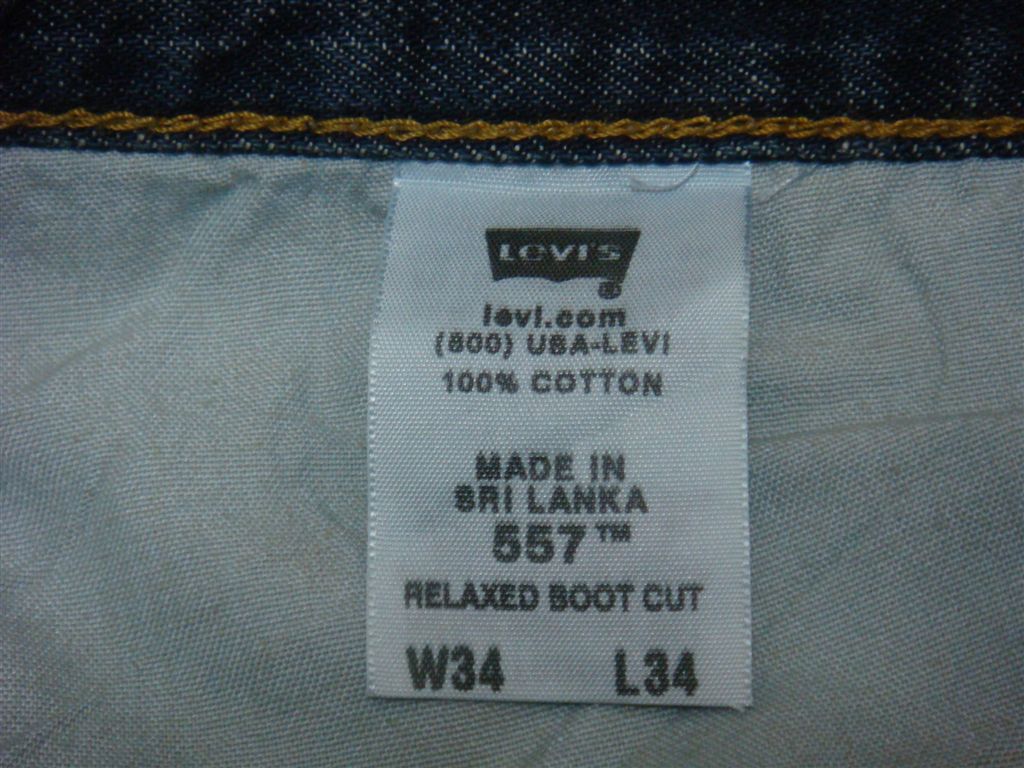 LEVI'S
®
levi.com
(800) USA-LEVI
100% COTTON
MADE IN
SRI LANKA
557™
RELAXED BOOT CUT
W34 L34